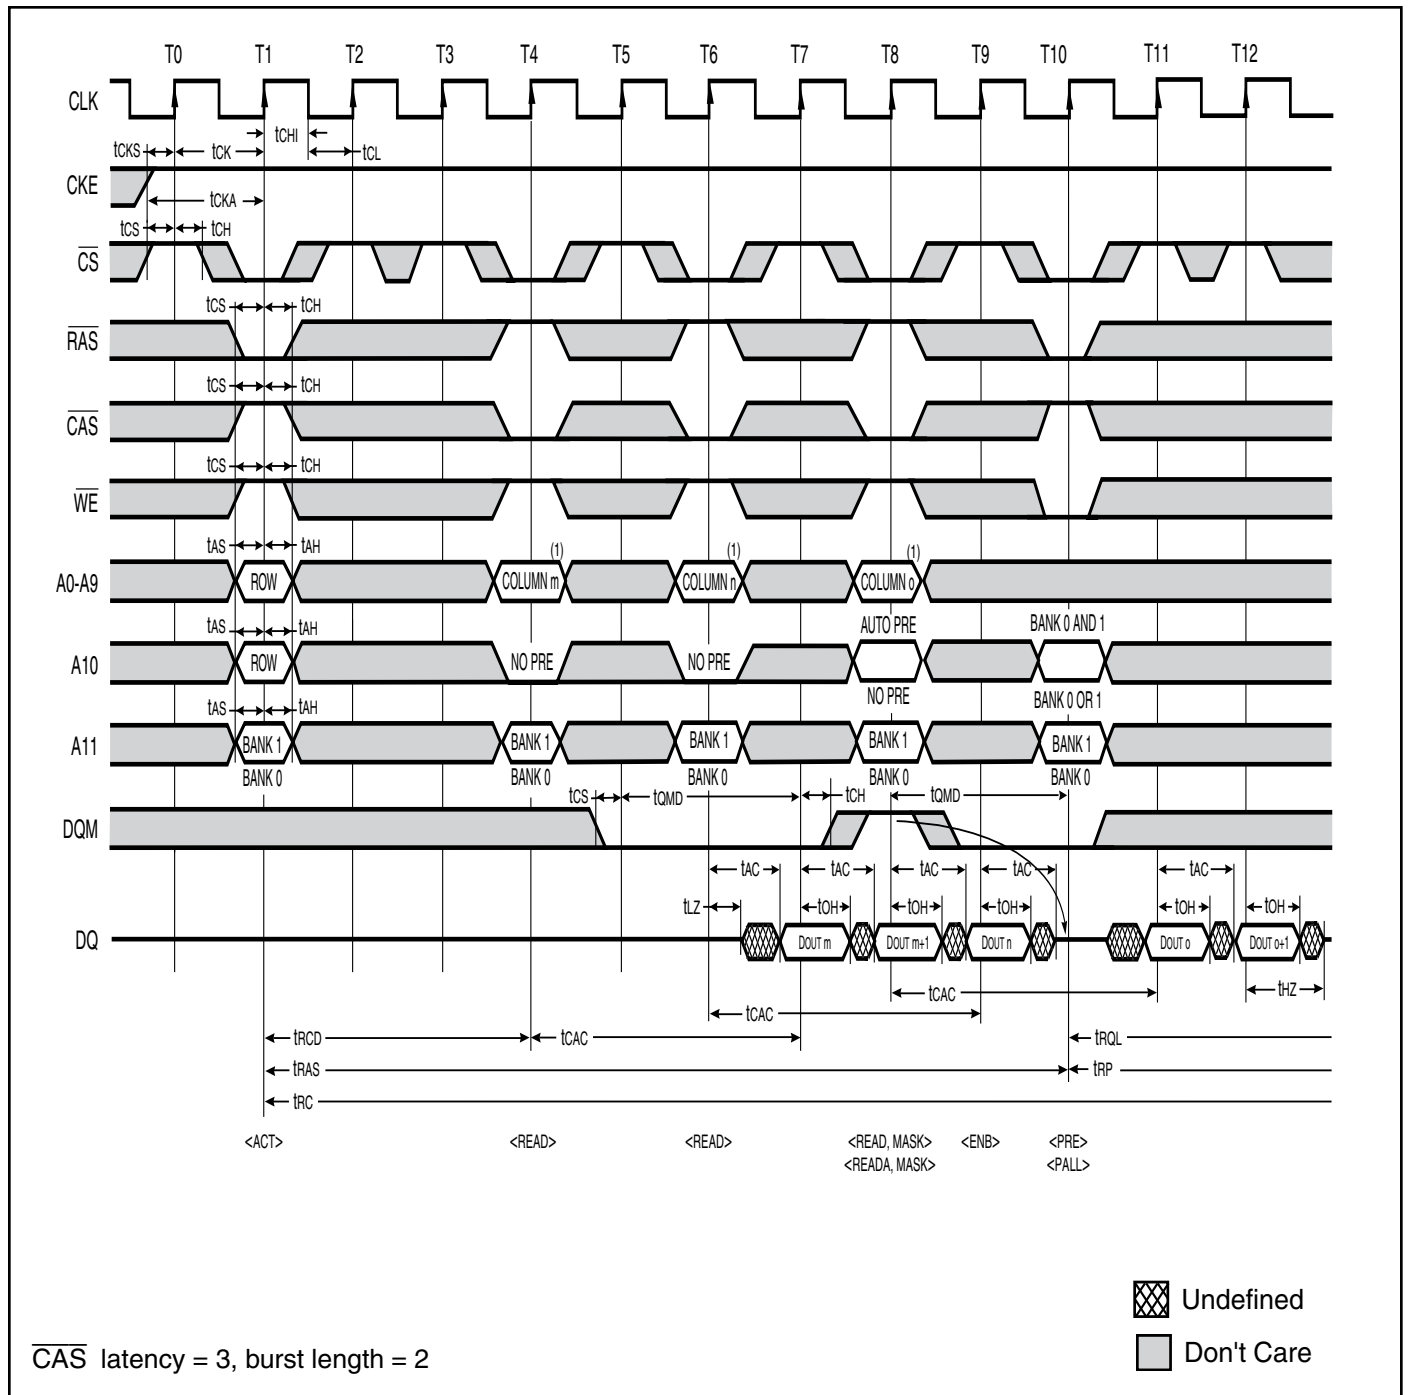 T0 T1 T2 T3 T4 T5 T6 T7 T8 T9 T10 T11 T12
CLK
tCHI
tCKS tCK tCL
CKE
tCKA
tCS tCH
CS
tCS tCH
RAS
tCS tCH
CAS
tCS tCH
WE
tAS tAH (1) (1) (1)
A0-A9 ROW COLUMN m COLUMN n COLUMN o
tAS tAH AUTO PRE BANK 0 AND 1
A10 ROW NO PRE NO PRE
NO PRE BANK 0 OR 1
tAS tAH
A11 BANK 1 BANK 1 BANK 1 BANK 1 BANK 1
BANK 0 BANK 0 BANK 0 BANK 0 BANK 0
tCS tQMD tCH tQMD
DQM
tAC tAC tAC tAC tAC
tLZ tOH tOH tOH tOH tOH
DQ DOUT m DOUT m+1 DOUT n DOUT o DOUT o+1
tCAC tHZ
tCAC
tRCD tCAC tRQL
tRAS tRP
tRC
<ACT> <READ> <READ> <READ, MASK> <ENB> <PRE>
<READA, MASK> <PALL>
Undefined
Don't Care
CAS latency = 3, burst length = 2